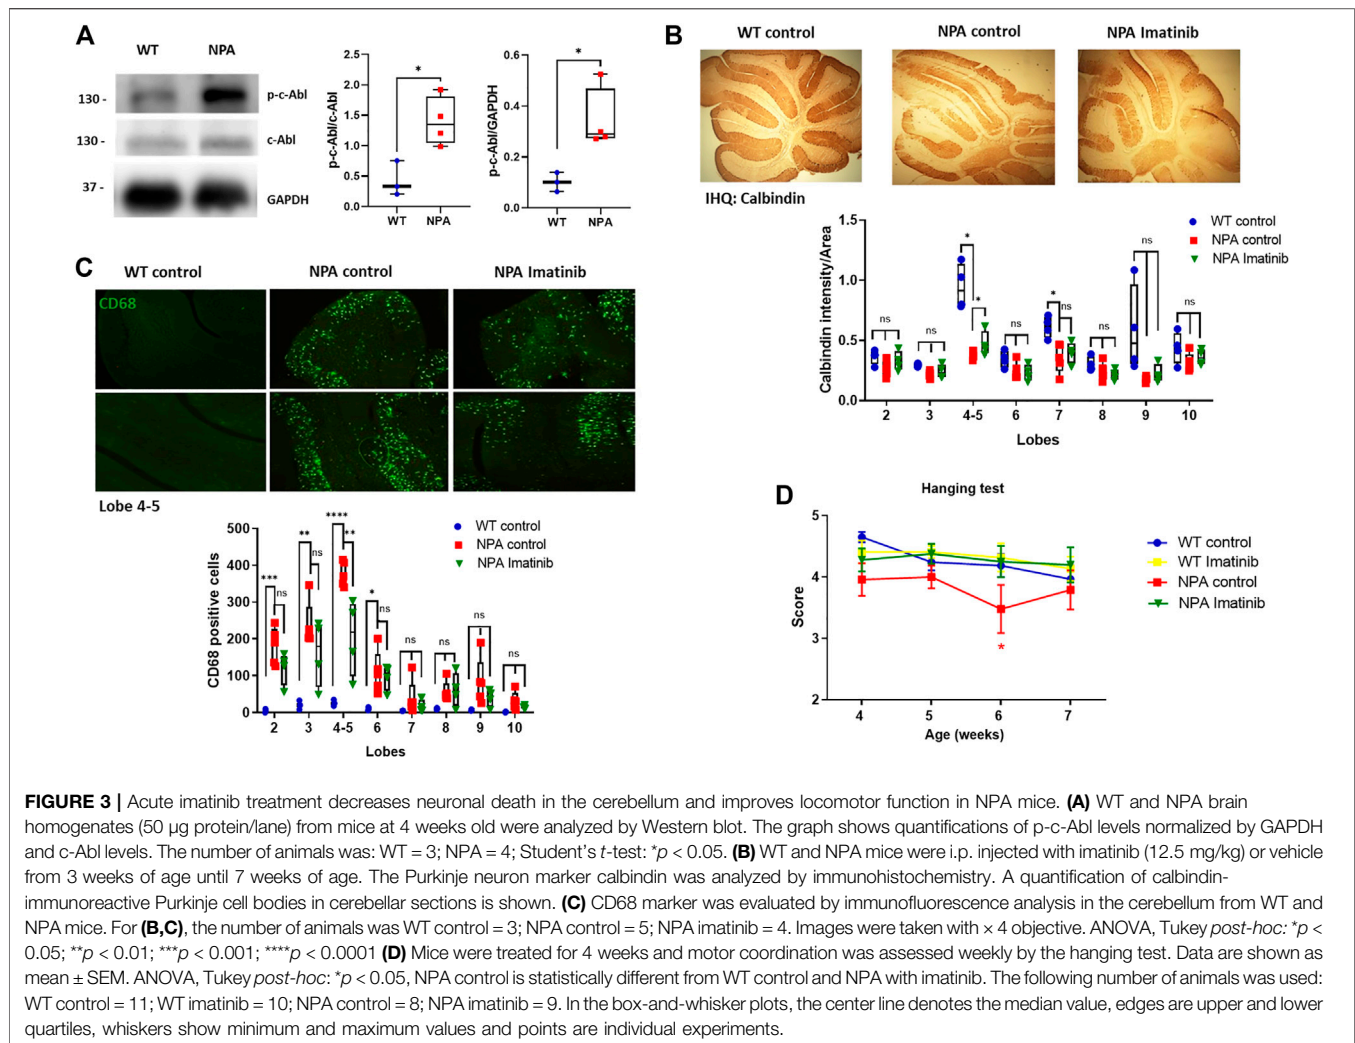 A
WT NPA
130 -
p-c-Abl
130 -
c-Abl
37 -
GAPDH
p-c-Abl/c-Abl
2.5
2.0
1.5
1.0
0.5
0.0
*
WT NPA
p-c-Abl/GAPDH
0.6
0.4
0.2
0.0
*
WT NPA
B
WT control NPA control NPA Imatinib
IHQ: Calbindin
Calbindin intensity/Area
1.5
1.0
0.5
0.0
WT control
NPA control
NPA Imatinib
ns ns * * ns * ns ns ns ns
2 3 4-5 6 7 8 9 10
Lobes
C
WT control NPA control NPA Imatinib
CD68
Lobe 4-5
CD68 positive cells
500
400
300
200
100
0
WT control
NPA control
NPA Imatinib
*** ns ** ns **** ** * ns ns ns ns ns
2 3 4-5 6 7 8 9 10
Lobes
D
Hanging test
Score
5
4
3
2
*
4 5 6 7
Age (weeks)
WT control
WT Imatinib
NPA control
NPA Imatinib
FIGURE 3 | Acute imatinib treatment decreases neuronal death in the cerebellum and improves locomotor function in NPA mice. (A) WT and NPA brain
homogenates (50 μg protein/lane) from mice at 4 weeks old were analyzed by Western blot. The graph shows quantifications of p-c-Abl levels normalized by GAPDH
and c-Abl levels. The number of animals was: WT = 3; NPA = 4; Student's t-test: *p < 0.05. (B) WT and NPA mice were i.p. injected with imatinib (12.5 mg/kg) or vehicle
from 3 weeks of age until 7 weeks of age. The Purkinje neuron marker calbindin was analyzed by immunohistochemistry. A quantification of calbindin-
immunoreactive Purkinje cell bodies in cerebellar sections is shown. (C) CD68 marker was evaluated by immunofluorescence analysis in the cerebellum from WT and
NPA mice. For (B,C), the number of animals was WT control = 3; NPA control = 5; NPA imatinib = 4. Images were taken with × 4 objective. ANOVA, Tukey post-hoc: *p <
0.05; **p < 0.01; ***p < 0.001; ****p < 0.0001 (D) Mice were treated for 4 weeks and motor coordination was assessed weekly by the hanging test. Data are shown as
mean ± SEM. ANOVA, Tukey post-hoc: *p < 0.05, NPA control is statistically different from WT control and NPA with imatinib. The following number of animals was used:
WT control = 11; WT imatinib = 10; NPA control = 8; NPA imatinib = 9. In the box-and-whisker plots, the center line denotes the median value, edges are upper and lower
quartiles, whiskers show minimum and maximum values and points are individual experiments.